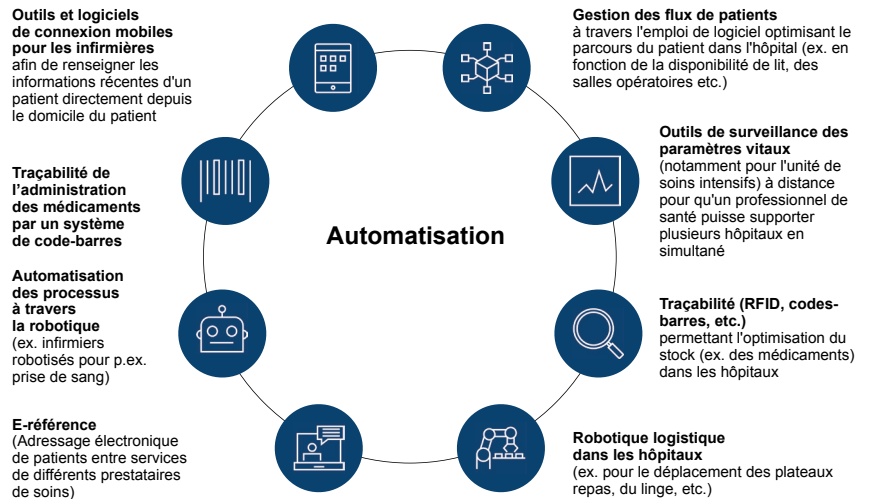 Outils et logiciels
de connexion mobiles
pour les infirmières
afin de renseigner les
informations récentes d'un
patient directement depuis
le domicile du patient
Gestion des flux de patients
à travers l'emploi de logiciel optimisant le
parcours du patient dans l'hôpital (ex. en
fonction de la disponibilité de lit, des
salles opératoires etc.)
Traçabilité de
l’administration
des médicaments
par un système
de code-barres
Outils de surveillance des
paramètres vitaux
(notamment pour l'unité de
soins intensifs) à distance
pour qu'un professionnel de
santé puisse supporter
plusieurs hôpitaux en
simultané
Automatisation
Automatisation
des processus
à travers
la robotique
(ex. infirmiers
robotisés pour p.ex.
prise de sang)
Traçabilité (RFID, codes-
barres, etc.)
permettant l'optimisation du
stock (ex. des médicaments)
dans les hôpitaux
E-référence
(Adressage électronique
de patients entre services
de différents prestataires
de soins)
Robotique logistique
dans les hôpitaux
(ex. pour le déplacement des plateaux
repas, du linge, etc.)